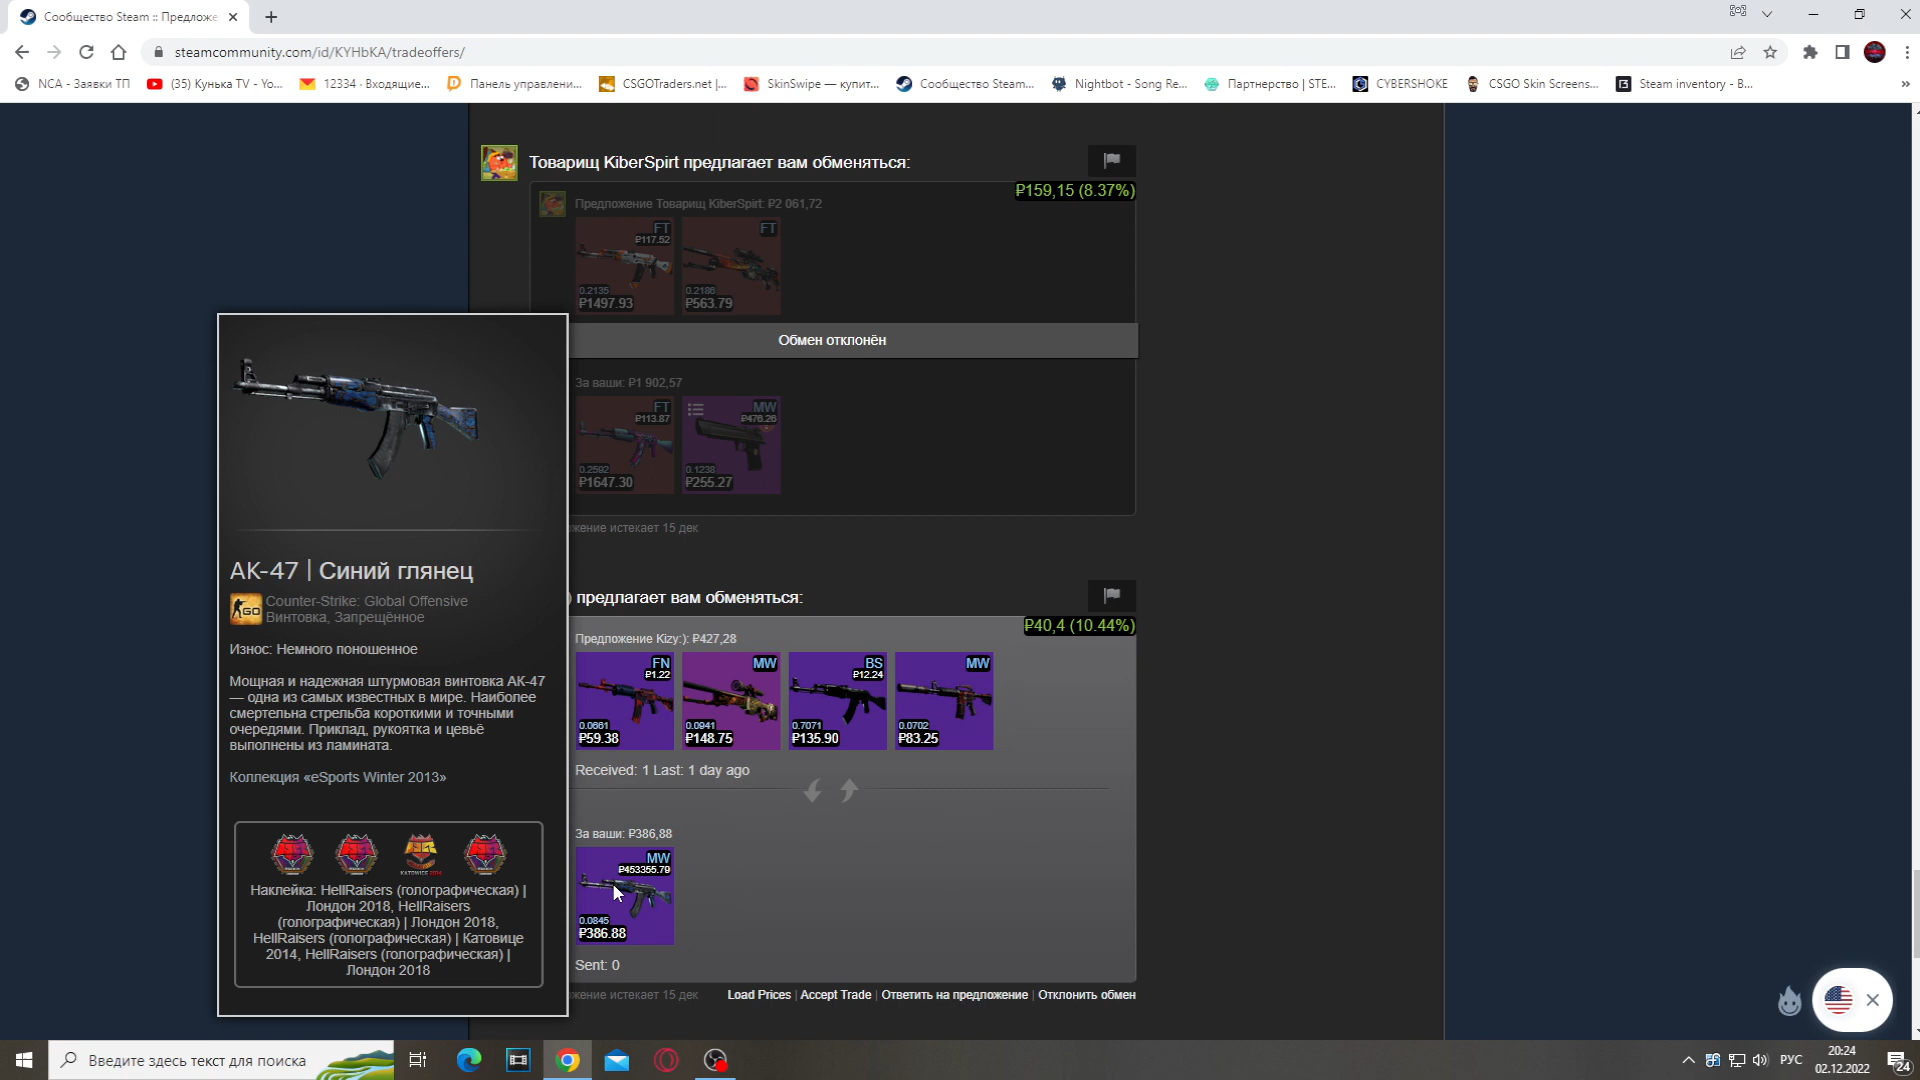 Сообщество Steam :: Предложе
steamcommunity.com/id/KYHbKA/tradeoffers/
NCA - Заявки ТП
(35) Кунька TV - Yo...
12334 · Входящие...
Панель управлени...
CSGOTraders.net |...
SkinSwipe — купит...
Сообщество Steam...
Nightbot - Song Re...
Партнерство | STE...
CYBERSHOKE
CSGO Skin Screens...
Steam inventory - B...
»
Товарищ KiberSpirt предлагает вам обменяться:
₽159,15 (8.37%)
Предложение Товарищ KiberSpirt: ₽2 061,72
FT
₽117.52
0.2135
₽1497.93
FT
0.2186
₽563.79
Обмен отклонён
За ваши: ₽1 902,57
FT
₽113.87
0.2592
₽1647.30
MW
₽476.26
0.1238
₽255.27
жение истекает 15 дек
АК-47 | Синий глянец
GO
Counter-Strike: Global Offensive
Винтовка, Запрещённое
Износ: Немного поношенное
Мощная и надежная штурмовая винтовка АК-47
— одна из самых известных в мире. Наиболее
смертельна стрельба короткими и точными
очередями. Приклад, рукоятка и цевьё
выполнены из ламината.
Коллекция «eSports Winter 2013»
KATOWICE 2014
Наклейка: HellRaisers (голографическая) |
Лондон 2018, HellRaisers
(голографическая) | Лондон 2018,
HellRaisers (голографическая) | Катовице
2014, HellRaisers (голографическая) |
Лондон 2018
) предлагает вам обменяться:
₽40,4 (10.44%)
Предложение Kizy:): ₽427,28
FN
₽1.22
0.0661
₽59.38
MW
0.0941
₽148.75
BS
₽12.24
0.7071
₽135.90
MW
0.0702
₽83.25
Received: 1 Last: 1 day ago
За ваши: ₽386,88
MW
₽453355.79
0.0845
₽386.88
Sent: 0
жение истекает 15 дек
Load Prices | Accept Trade | Ответить на предложение | Отклонить обмен
Введите здесь текст для поиска
РУС
20:24
02.12.2022
24